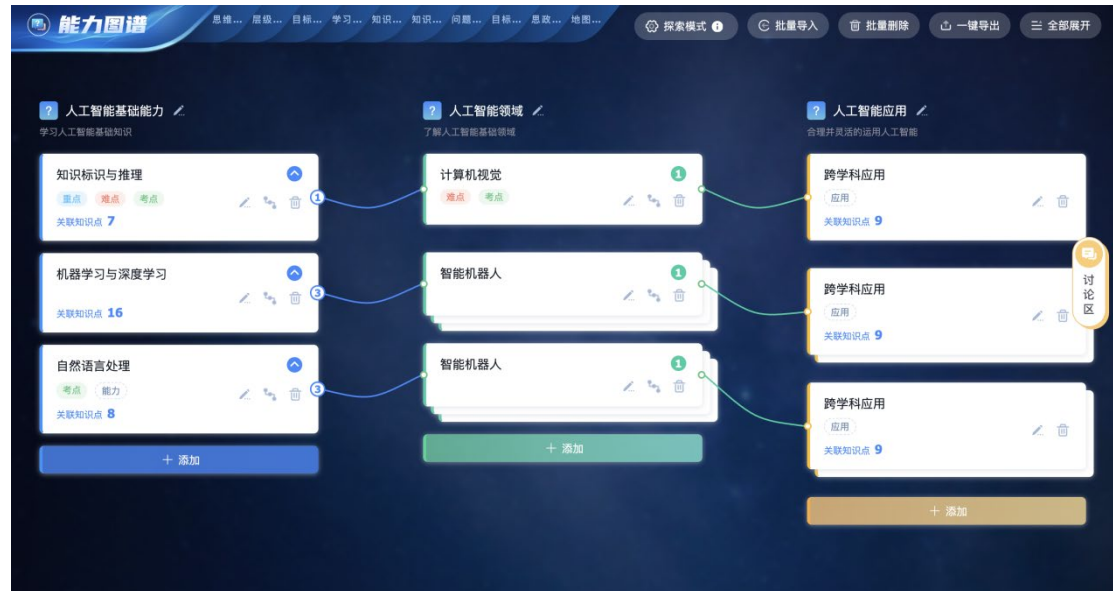 能力图谱
思维... 层级... 目标... 学习... 知识... 知识... 问题... 目标... 思政... 地图...
探索模式 批量导入 批量删除 一键导出 全部展开
人工智能基础能力
学习人工智能基础知识
知识标识与推理
重点 难点 考点
关联知识点 7
1
机器学习与深度学习
关联知识点 16
3
自然语言处理
考点 能力
关联知识点 8
3
+ 添加
人工智能领域
了解人工智能基础领域
计算机视觉
1
难点 考点
智能机器人
1
智能机器人
1
+ 添加
人工智能应用
合理并灵活的运用人工智能
跨学科应用
应用
关联知识点 9
跨学科应用
应用
关联知识点 9
跨学科应用
应用
关联知识点 9
+ 添加
讨论区